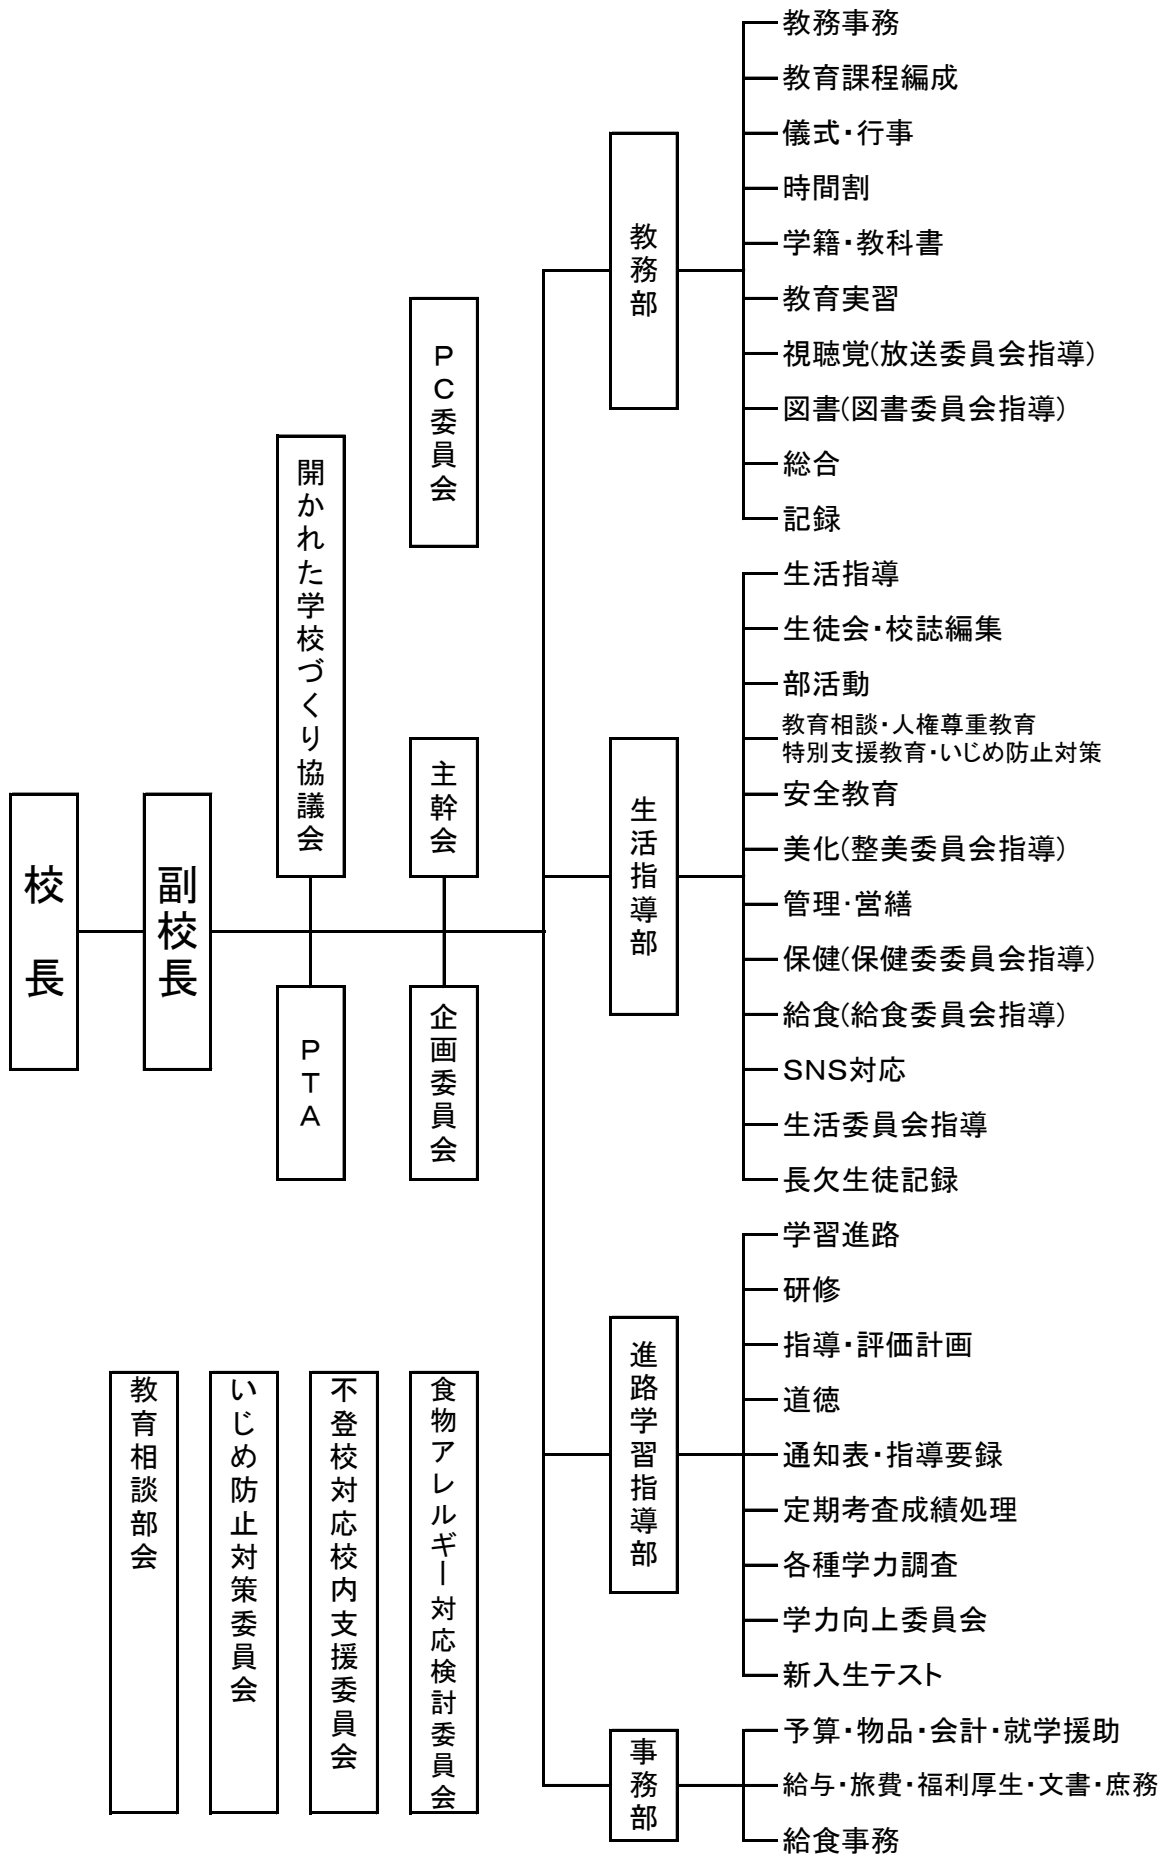 校長
副校長
開かれた学校づくり協議会
PTA
PC委員会
主幹会
企画委員会
教育相談部会
いじめ防止対策委員会
不登校対応校内支援委員会
食物アレルギー対応検討委員会
教務部
教務事務
教育課程編成
儀式・行事
時間割
学籍・教科書
教育実習
視聴覚(放送委員会指導)
図書(図書委員会指導)
総合
記録
生活指導部
生活指導
生徒会・校誌編集
部活動
教育相談・人権尊重教育
特別支援教育・いじめ防止対策
安全教育
美化(整美委員会指導)
管理・営繕
保健(保健委委員会指導)
給食(給食委員会指導)
SNS対応
生活委員会指導
長欠生徒記録
進路学習指導部
学習進路
研修
指導・評価計画
道徳
通知表・指導要録
定期考査成績処理
各種学力調査
学力向上委員会
新入生テスト
事務部
予算・物品・会計・就学援助
給与・旅費・福利厚生・文書・庶務
給食事務